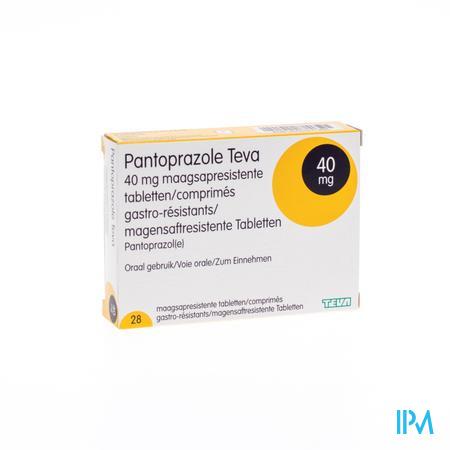 Pantoprazole Teva
40 mg maagsapresistente
tabletten/comprimés
gastro-résistants/
magensaftresistente Tabletten
Pantoprazol(e)
Oraal gebruik/Voie orale/Zum Einnehmen
40
mg
28
maagsapresistente tabletten/comprimés
gastro-résistants/magensaftresistente Tabletten
TEVA
Pantoprazole Teva
IPM